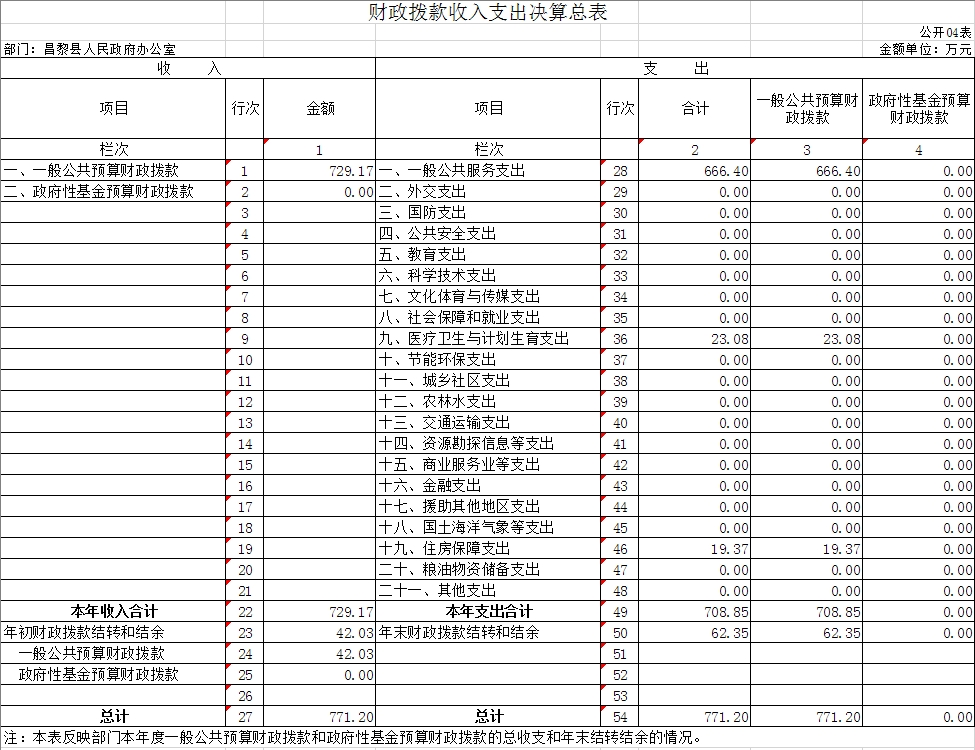 财政拨款收入支出决算总表
公开04表
部门：昌黎县人民政府办公室 金额单位：万元
收 入 支 出
项目 行次 金额 项目 行次 合计 一般公共预算财政拨款 政府性基金预算财政拨款
栏次 1 栏次 2 3 4
一、一般公共预算财政拨款 1 729.17 一、一般公共服务支出 28 666.40 666.40 0.00
二、政府性基金预算财政拨款 2 0.00 二、外交支出 29 0.00 0.00 0.00
3 三、国防支出 30 0.00 0.00 0.00
4 四、公共安全支出 31 0.00 0.00 0.00
5 五、教育支出 32 0.00 0.00 0.00
6 六、科学技术支出 33 0.00 0.00 0.00
7 七、文化体育与传媒支出 34 0.00 0.00 0.00
8 八、社会保障和就业支出 35 0.00 0.00 0.00
9 九、医疗卫生与计划生育支出 36 23.08 23.08 0.00
10 十、节能环保支出 37 0.00 0.00 0.00
11 十一、城乡社区支出 38 0.00 0.00 0.00
12 十二、农林水支出 39 0.00 0.00 0.00
13 十三、交通运输支出 40 0.00 0.00 0.00
14 十四、资源勘探信息等支出 41 0.00 0.00 0.00
15 十五、商业服务业等支出 42 0.00 0.00 0.00
16 十六、金融支出 43 0.00 0.00 0.00
17 十七、援助其他地区支出 44 0.00 0.00 0.00
18 十八、国土海洋气象等支出 45 0.00 0.00 0.00
19 十九、住房保障支出 46 19.37 19.37 0.00
20 二十、粮油物资储备支出 47 0.00 0.00 0.00
21 二十一、其他支出 48 0.00 0.00 0.00
本年收入合计 22 729.17 本年支出合计 49 708.85 708.85 0.00
年初财政拨款结转和结余 23 42.03 年末财政拨款结转和结余 50 62.35 62.35 0.00
一般公共预算财政拨款 24 42.03 51
政府性基金预算财政拨款 25 0.00 52
26 53
总计 27 771.20 总计 54 771.20 771.20 0.00
注：本表反映部门本年度一般公共预算财政拨款和政府性基金预算财政拨款的总收支和年末结转结余的情况。